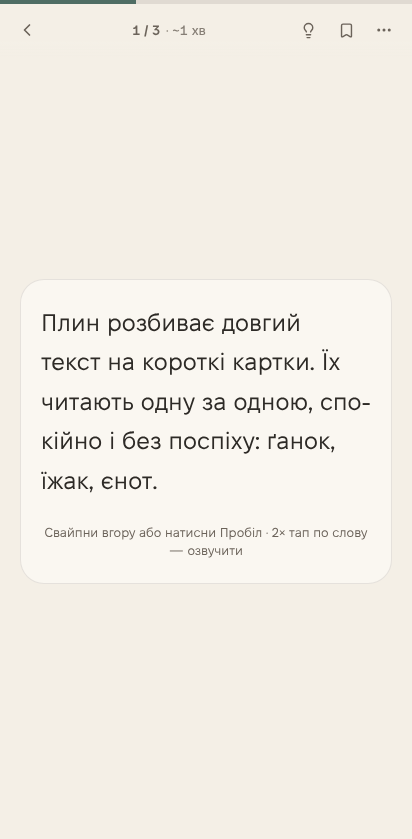 1 / 3 · ~1 хв
Плин розбиває довгий
текст на короткі картки. Їх
читають одну за одною, спо-
кійно і без поспіху: ґанок,
їжак, єнот.
Свайпни вгору або натисни Пробіл · 2× тап по слову
— озвучити